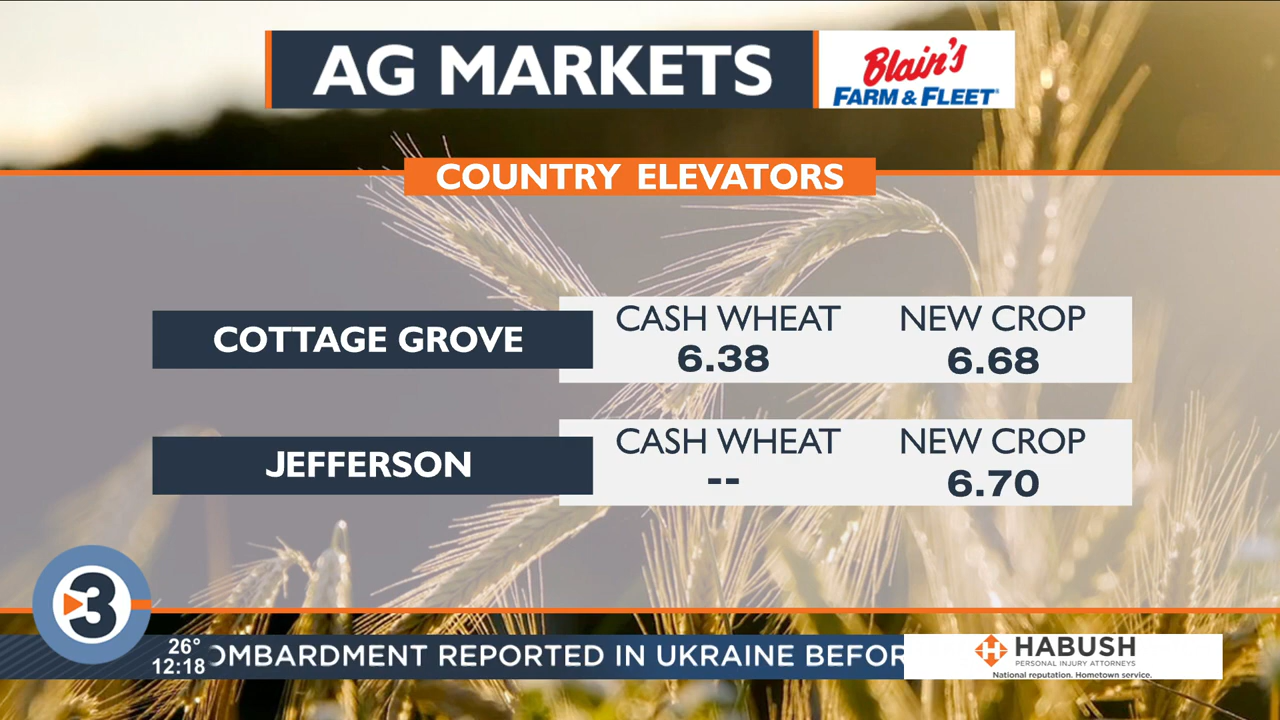 AG MARKETS
Blain's
FARM & FLEET
COUNTRY ELEVATORS
COTTAGE GROVE
CASH WHEAT
6.38
NEW CROP
6.68
JEFFERSON
CASH WHEAT
--
NEW CROP
6.70
3
26°
12:18
OMBARDMENT REPORTED IN UKRAINE BEFOR
HABUSH
PERSONAL INJURY ATTORNEYS
National reputation. Hometown service.